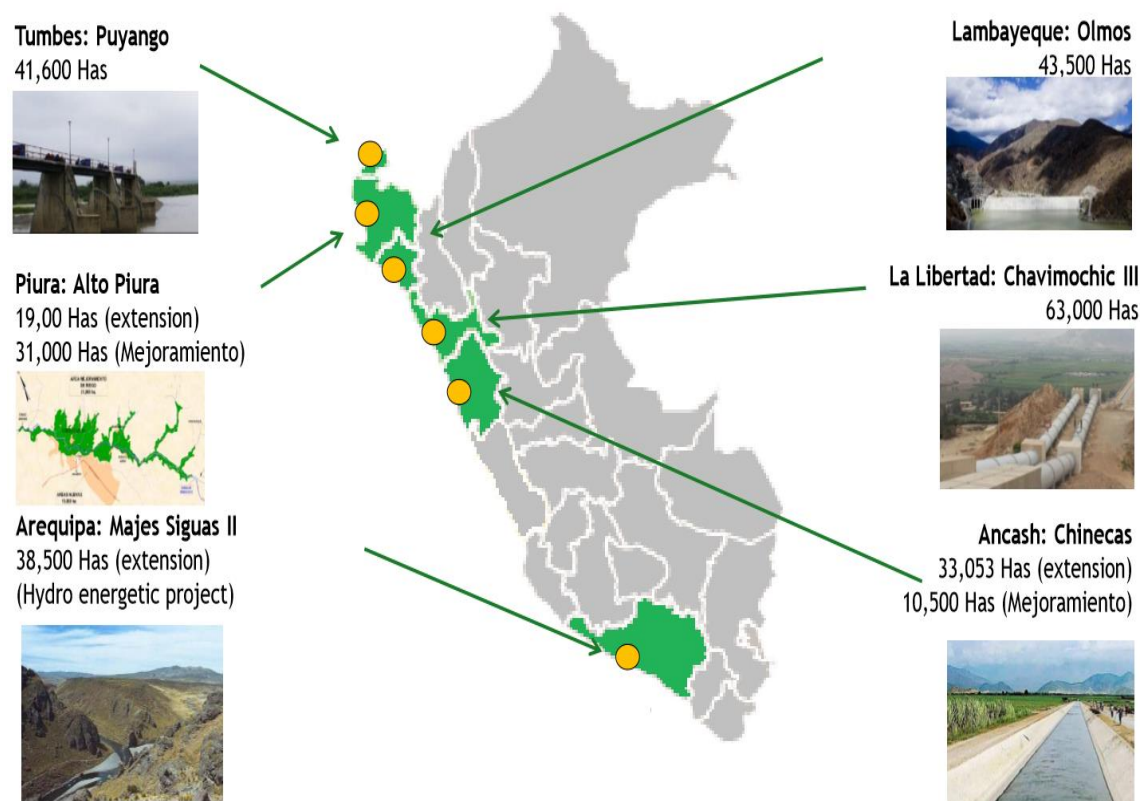 Tumbes: Puyango
41,600 Has
Lambayeque: Olmos
43,500 Has
Piura: Alto Piura
19,00 Has (extension)
31,000 Has (Mejoramiento)
La Libertad: Chavimochic III
63,000 Has
Arequipa: Majes Siguas II
38,500 Has (extension)
(Hydro energetic project)
Ancash: Chinecas
33,053 Has (extension)
10,500 Has (Mejoramiento)